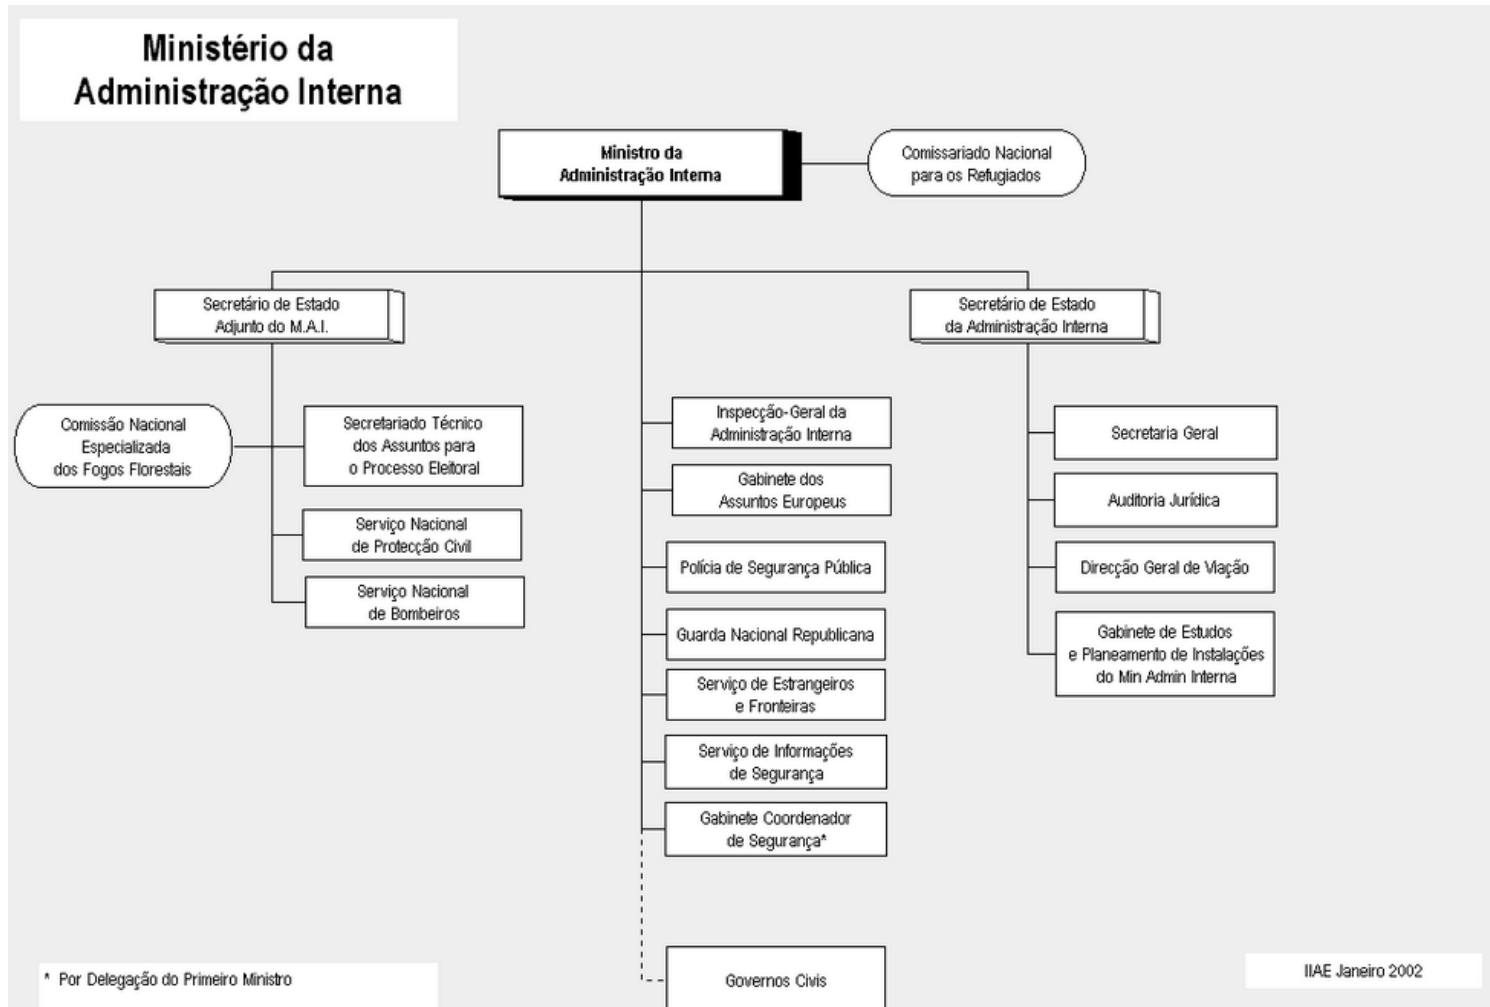 Ministério da
Administração Interna
Ministro da
Administração Interna
Comissariado Nacional
para os Refugiados
Secretário de Estado
Adjunto do M.A.I.
Secretário de Estado
da Administração Interna
Comissão Nacional
Especializada
dos Fogos Florestais
Secretariado Técnico
dos Assuntos para
o Processo Eleitoral
Serviço Nacional
de Protecção Civil
Serviço Nacional
de Bombeiros
Inspecção-Geral da
Administração Interna
Gabinete dos
Assuntos Europeus
Polícia de Segurança Pública
Guarda Nacional Republicana
Serviço de Estrangeiros
e Fronteiras
Serviço de Informações
de Segurança
Gabinete Coordenador
de Segurança*
Governos Civis
Secretaria Geral
Auditoria Jurídica
Direcção Geral de Viação
Gabinete de Estudos
e Planeamento de Instalações
do Min Admin Interna
* Por Delegação do Primeiro Ministro
IIAE Janeiro 2002